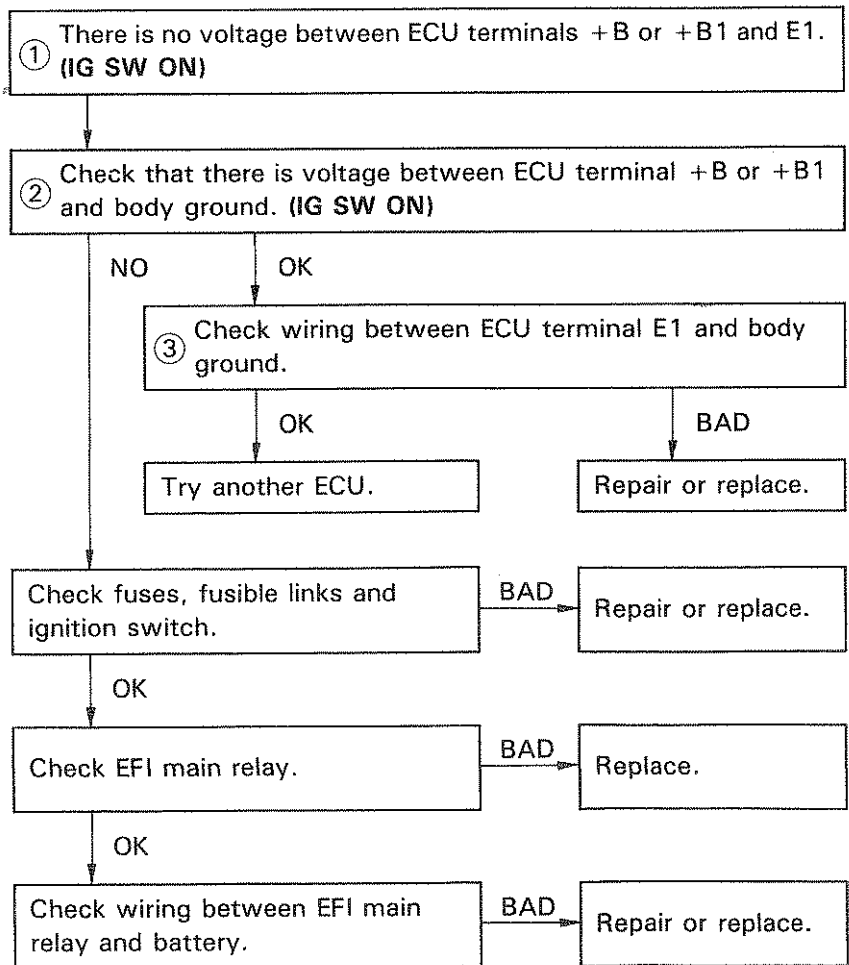 ① There is no voltage between ECU terminals +B or +B1 and E1.
(IG SW ON)
② Check that there is voltage between ECU terminal +B or +B1
and body ground. (IG SW ON)
NO
OK
③ Check wiring between ECU terminal E1 and body
ground.
OK
BAD
Try another ECU.
Repair or replace.
Check fuses, fusible links and
ignition switch.
BAD
Repair or replace.
OK
Check EFI main relay.
BAD
Replace.
OK
Check wiring between EFI main
relay and battery.
BAD
Repair or replace.